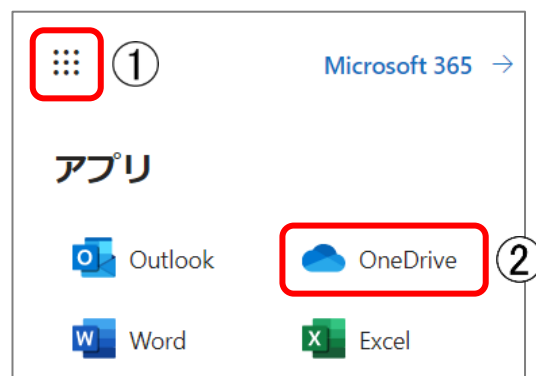 ① Microsoft 365 →
アプリ
Outlook OneDrive ②
Word Excel